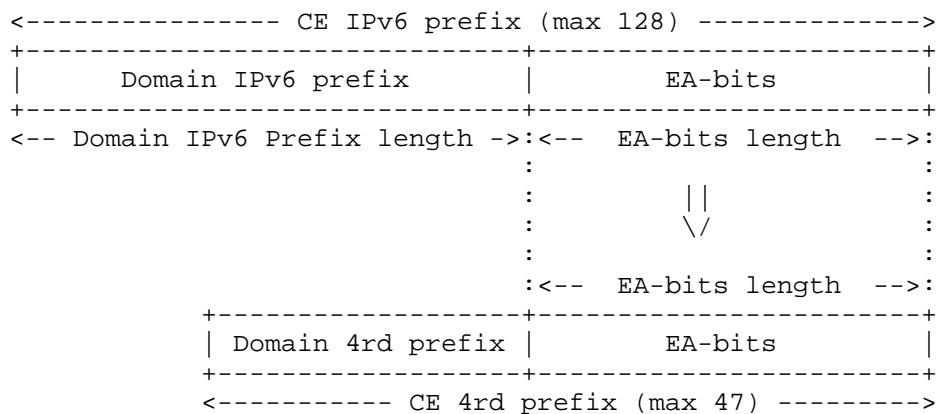 <---------------- CE IPv6 prefix (max 128) -------------->
+--------------------------------+-------------------------+
|       Domain IPv6 prefix       |         EA-bits         |
+--------------------------------+-------------------------+
<-- Domain IPv6 Prefix length ->:<--  EA-bits length  -->:
:                         :
:          ||             :
:          \/             :
:                         :
:<--  EA-bits length  -->:
+--------------------+-------------------------+
| Domain 4rd prefix |         EA-bits         |
+--------------------+-------------------------+
<----------- CE 4rd prefix (max 47) --------->